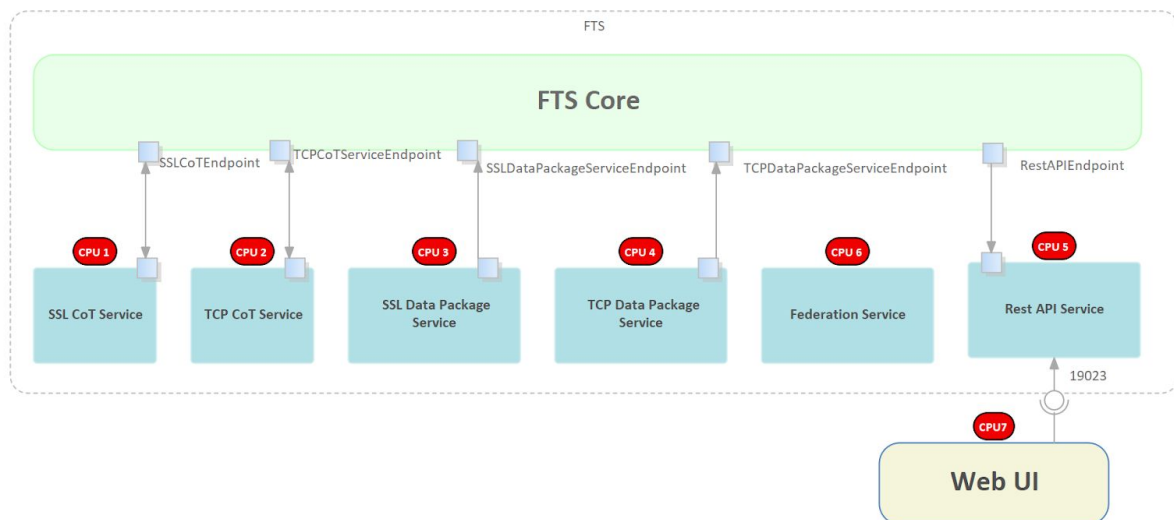 FTS
FTS Core
SSLCoTEndpoint
TCPCoTServiceEndpoint
SSLDataPackageServiceEndpoint
TCPDataPackageServiceEndpoint
RestAPIEndpoint
CPU 1
CPU 2
CPU 3
CPU 4
CPU 6
CPU 5
SSL CoT Service
TCP CoT Service
SSL Data Package
Service
TCP Data Package
Service
Federation Service
Rest API Service
19023
CPU7
Web UI